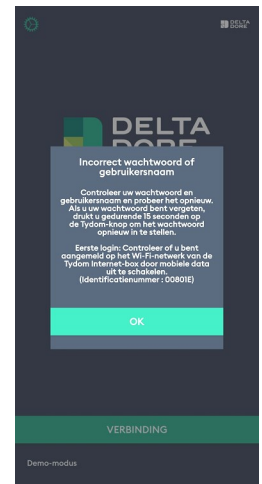 DELTA
DORE
DELTA
DORE
Incorrect wachtwoord of
gebruikersnaam
Controleer uw wachtwoord en
gebruikersnaam en probeer het opnieuw.
Als u uw wachtwoord bent vergeten,
drukt u gedurende 15 seconden op
de Tydom-knop om het wachtwoord
opnieuw in te stellen.
Eerste login: Controleer of u bent
aangemeld op het Wi-Fi-netwerk van de
Tydom Internet-box door mobiele data
uit te schakelen.
(Identificatienummer : 00801E)
OK
VERBINDING
Demo-modus